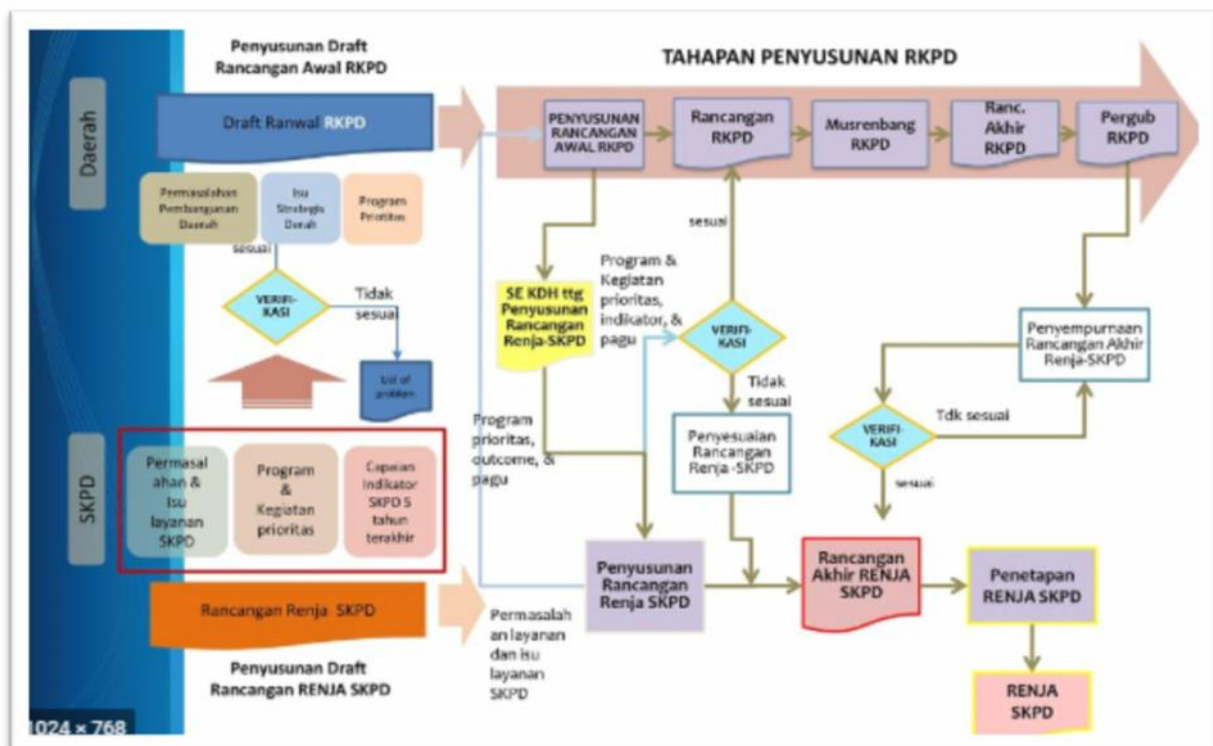 Penyusunan Draft
Rancangan Awal RKPD
TAHAPAN PENYUSUNAN RKPD
Daerah
Draft Ranwal RKPD
PENYUSUNAN
RANCANGAN
AWAL RKPD
Rancangan
RKPD
Musrenbang
RKPD
Ranc.
Akhir
RKPD
Pergub
RKPD
Permasalahan
Pembangunan
Daerah
Isu
Strategis
Derah
Program
Prioritas
sesuai
VERIFI-
KASI
Tidak
sesuai
List of
problem
SE KDH ttg
Penyusunan
Rancangan
Renja-SKPD
Program &
Kegiatan
prioritas,
indikator, &
pagu
sesuai
VERIFI-
KASI
Tidak
sesuai
Penyesuaian
Rancangan
Renja -SKPD
Penyempurnaan
Rancangan Akhir
Renja-SKPD
VERIFI-
KASI
Tdk sesuai
sesuai
Program
prioritas,
outcome, &
pagu
SKPD
Permasal
ahan &
Isu
layanan
SKPD
Program
&
Kegiatan
prioritas
Capaian
Indikator
SKPD 5
tahun
terakhir
Rancangan Renja SKPD
Penyusunan Draft
Rancangan RENJA SKPD
Permasalah
an layanan
dan isu
layanan
SKPD
Penyusunan
Rancangan
Renja SKPD
Rancangan
Akhir RENJA
SKPD
Penetapan
RENJA SKPD
RENJA
SKPD
1024 × 768